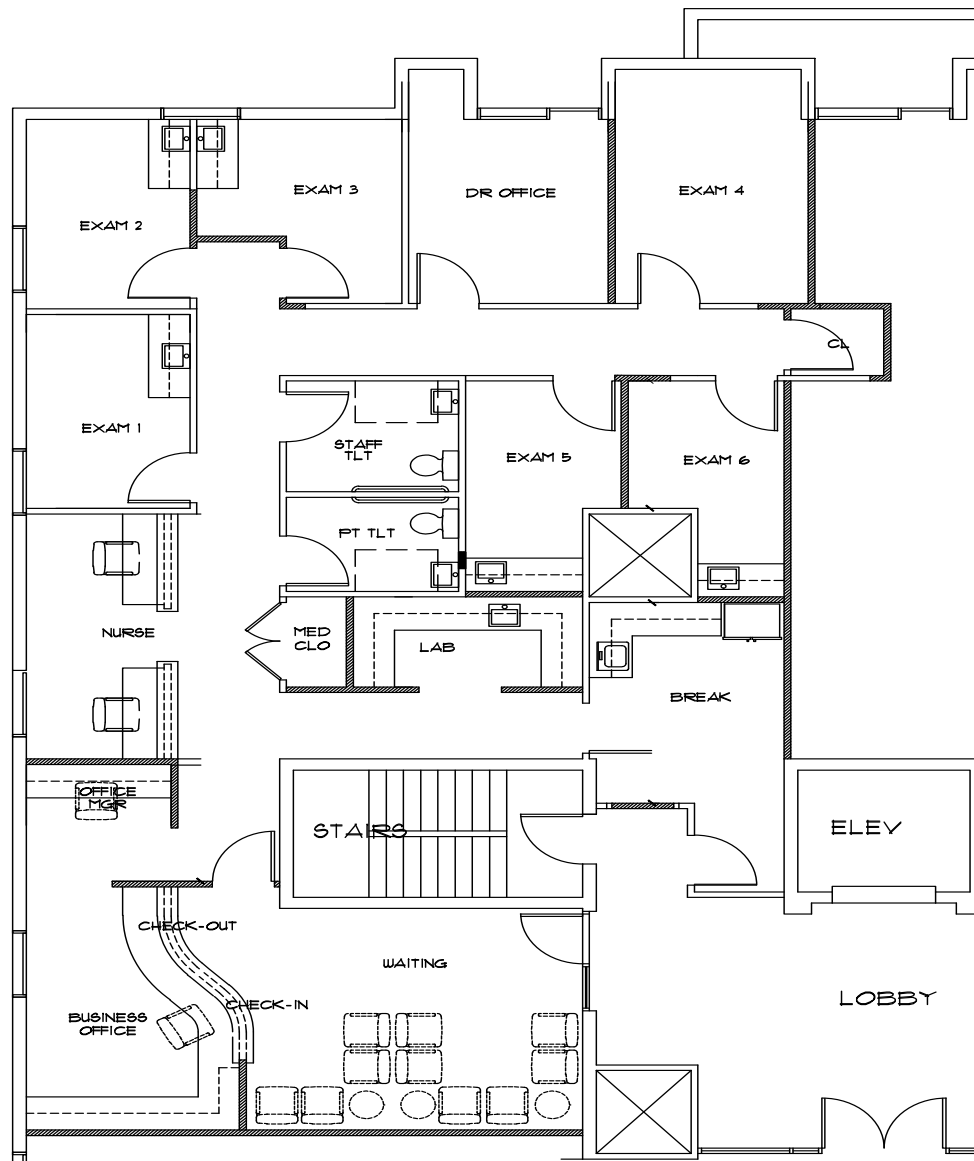 EXAM 3
DR OFFICE
EXAM 4
EXAM 2
CL
EXAM 1
STAFF
TLT
EXAM 5
EXAM 6
PT TLT
NURSE
MED
CLO
LAB
BREAK
OFFICE
MGR
STAIRS
ELEV
CHECK-OUT
WAITING
CHECK-IN
LOBBY
BUSINESS
OFFICE